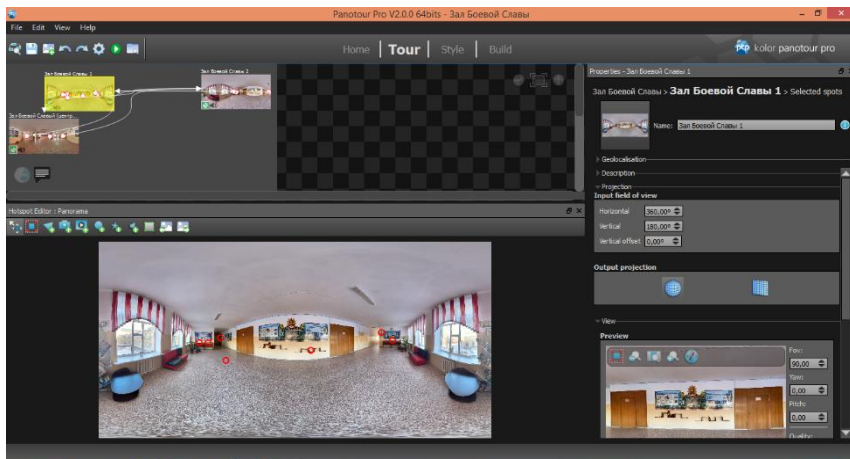 Panotour Pro V2.0.0 64bits - Зал Боевой Славы
File Edit View Help
Home Tour Style Build
kolor panotour pro
Зал Боевой Славы 1
Зал Боевой Славы 2
Properties - Зал Боевой Славы 1
Зал Боевой Славы > Зал Боевой Славы 1 > Selected spots
Name: Зал Боевой Славы 1
Geolocalisation
Description
Projection
Input field of view
Horizontal 360,00°
Vertical 180,00°
Vertical offset 0,00°
Output projection
View
Preview
Fov:
90,00
Yaw:
0,00
Pitch:
0,00
Quality:
Hotspot Editor : Panorama